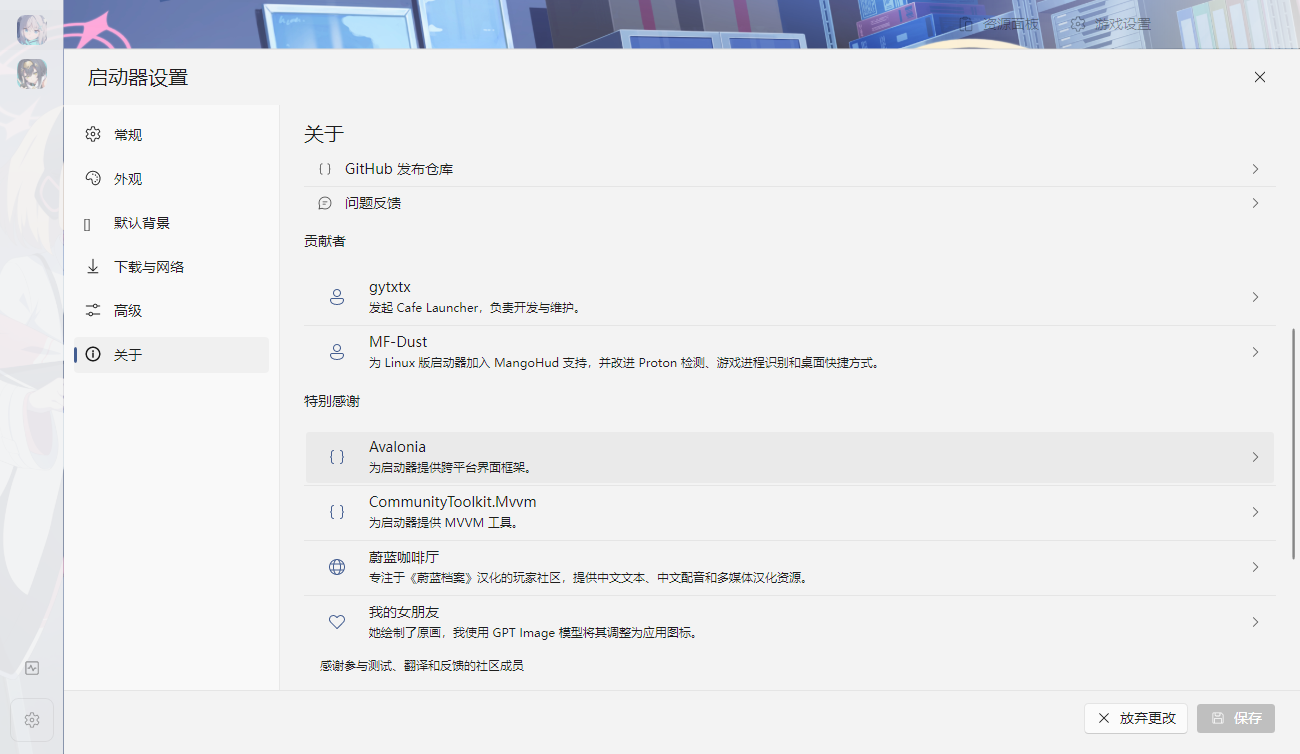 资源面板
游戏设置
启动器设置
常规
外观
默认背景
下载与网络
高级
关于
关于
GitHub 发布仓库
问题反馈
贡献者
gytxtx
发起 Cafe Launcher，负责开发与维护。
MF-Dust
为 Linux 版启动器加入 MangoHud 支持，并改进 Proton 检测、游戏进程识别和桌面快捷方式。
特别感谢
Avalonia
为启动器提供跨平台界面框架。
CommunityToolkit.Mvvm
为启动器提供 MVVM 工具。
蔚蓝咖啡厅
专注于《蔚蓝档案》汉化的玩家社区，提供中文文本、中文配音和多媒体汉化资源。
我的女朋友
她绘制了原画，我使用 GPT Image 模型将其调整为应用图标。
感谢参与测试、翻译和反馈的社区成员
放弃更改
保存